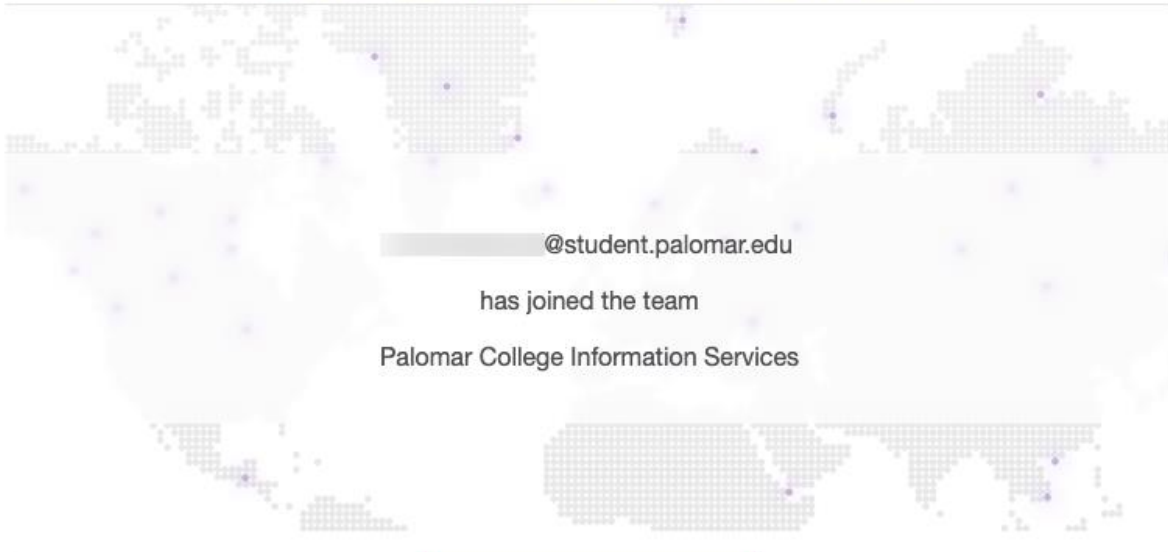 @student.palomar.edu
has joined the team
Palomar College Information Services